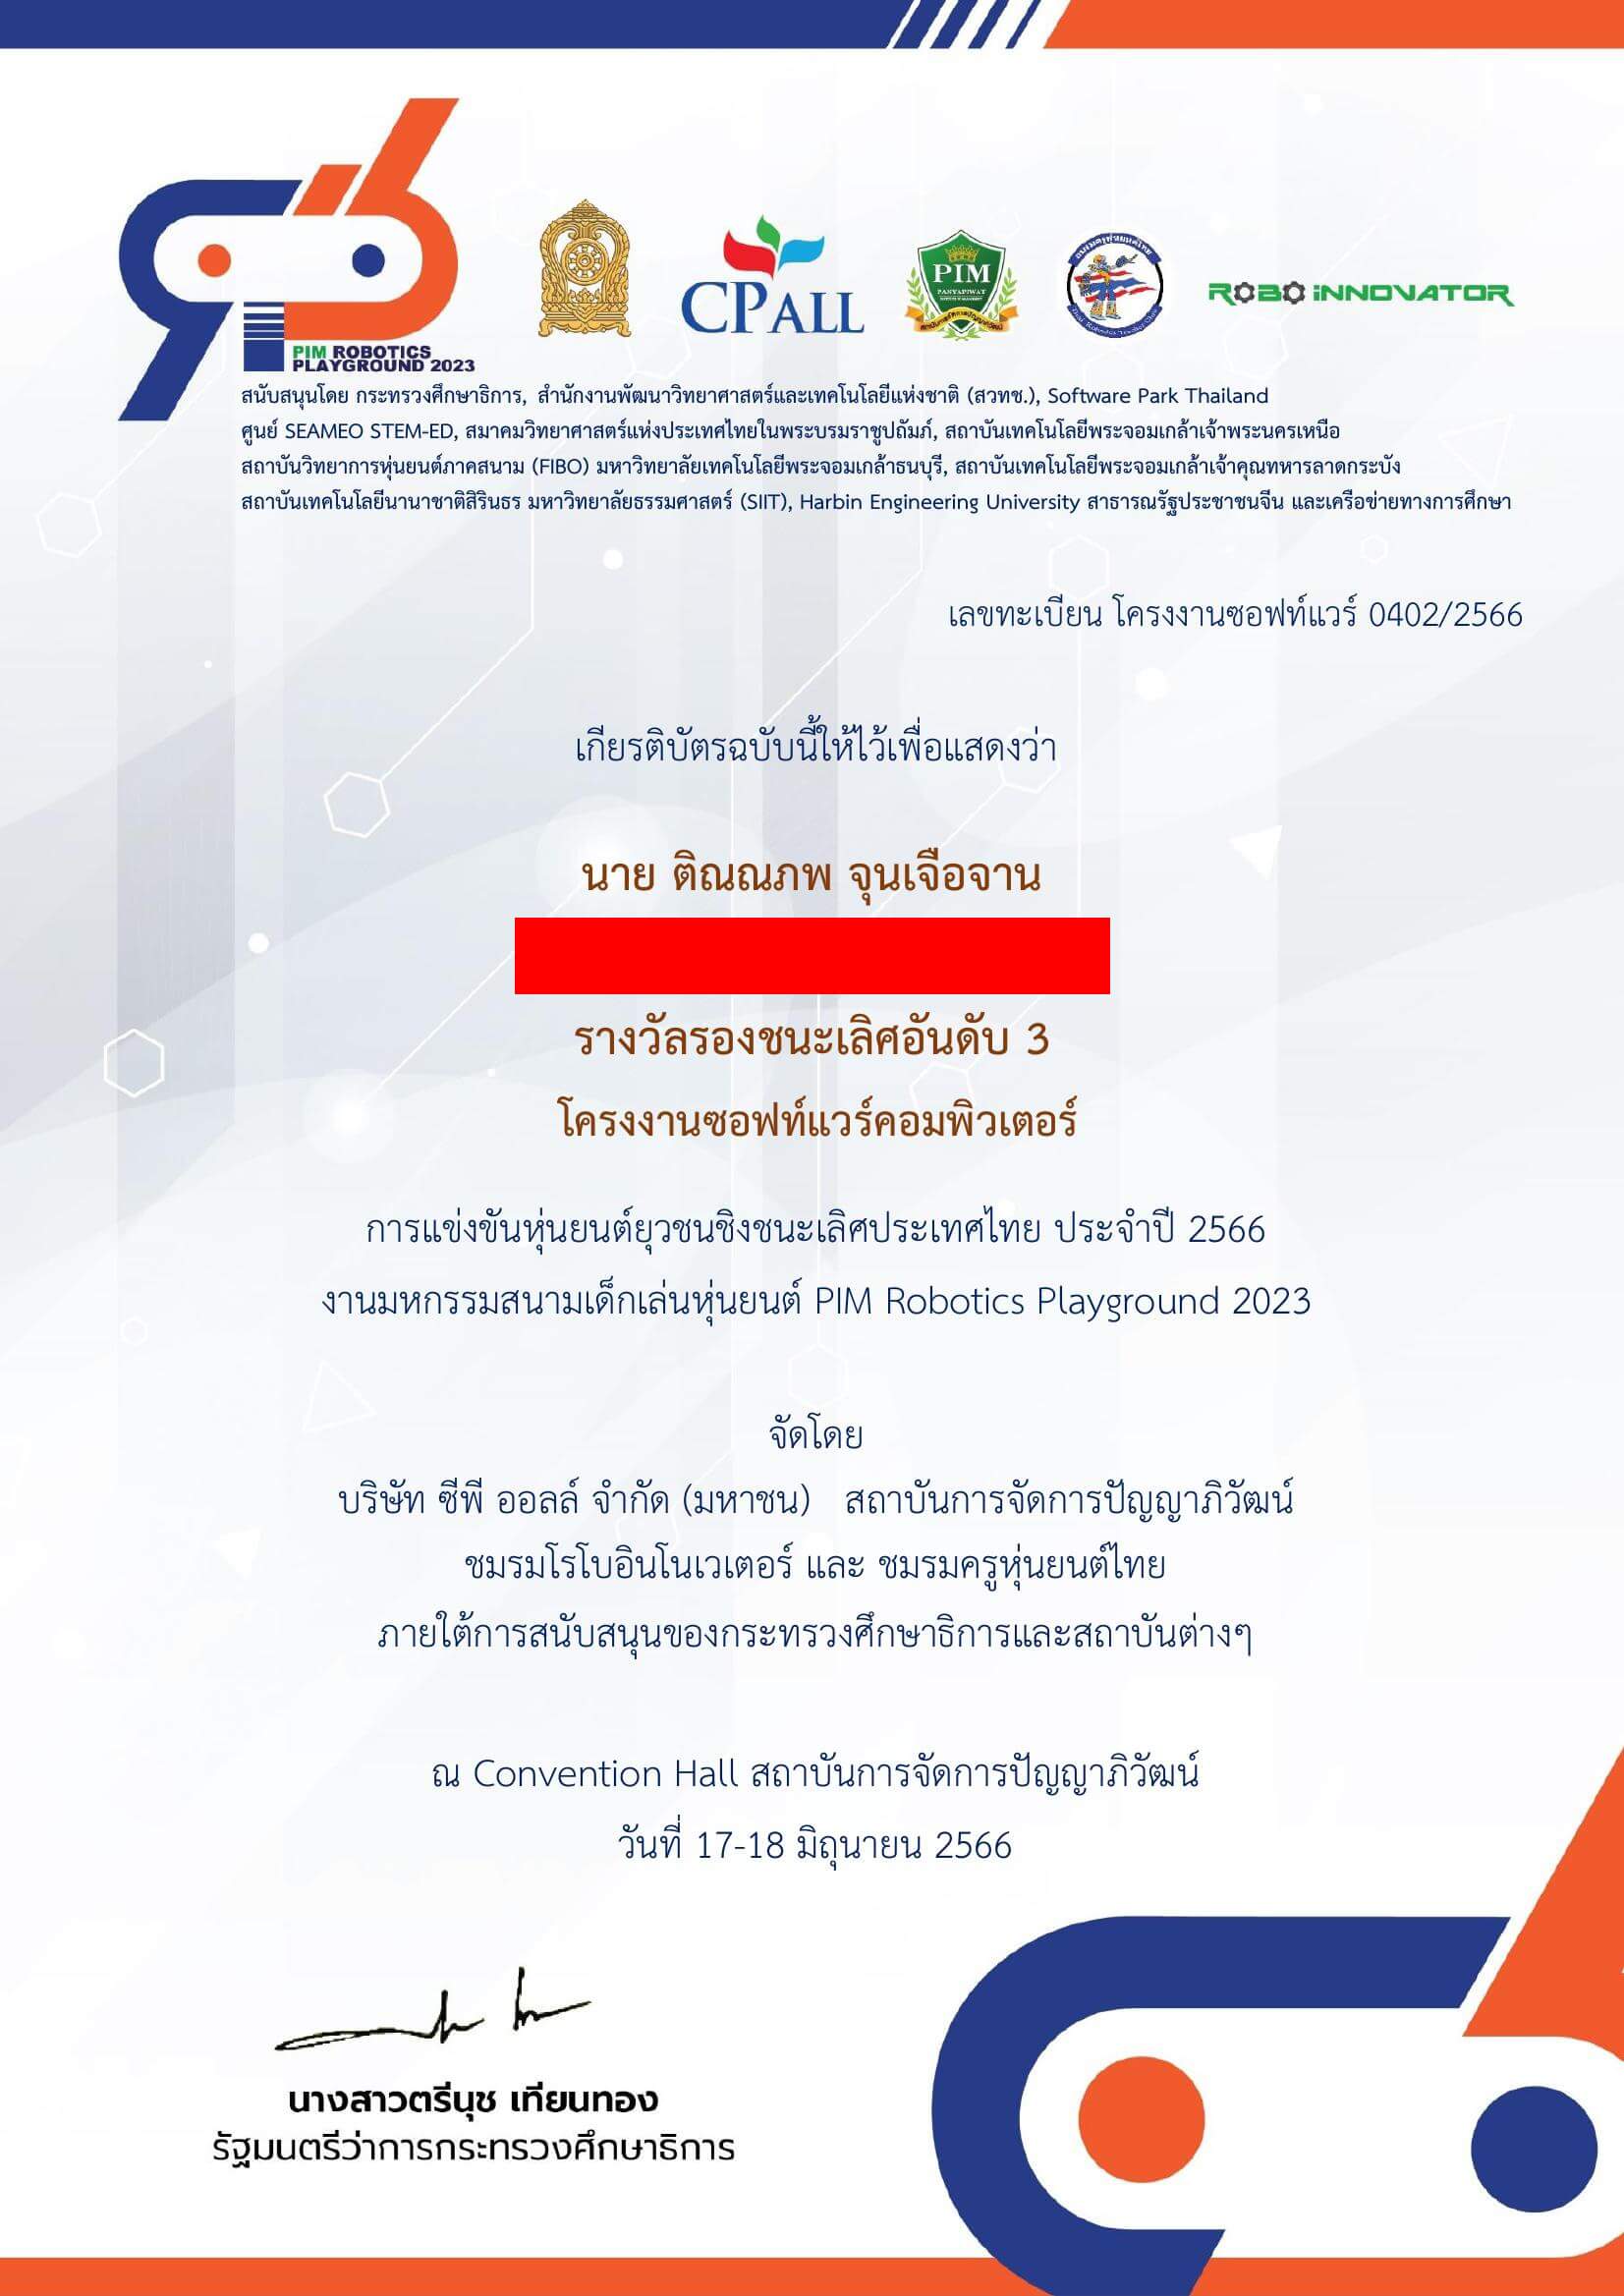 PIM ROBOTICS
PLAYGROUND 2023
CPALL
PIM
PANYAPIWAT
ROBO INNOVATOR
สนับสนุนโดย กระทรวงศึกษาธิการ, สำนักงานพัฒนาวิทยาศาสตร์และเทคโนโลยีแห่งชาติ (สวทช.), Software Park Thailand
ศูนย์ SEAMEO STEM-ED, สมาคมวิทยาศาสตร์แห่งประเทศไทยในพระบรมราชูปถัมภ์, สถาบันเทคโนโลยีพระจอมเกล้าเจ้าพระนครเหนือ
สถาบันวิทยาการหุ่นยนต์ภาคสนาม (FIBO) มหาวิทยาลัยเทคโนโลยีพระจอมเกล้าธนบุรี, สถาบันเทคโนโลยีพระจอมเกล้าเจ้าคุณทหารลาดกระบัง
สถาบันเทคโนโลยีนานาชาติสิรินธร มหาวิทยาลัยธรรมศาสตร์ (SIIT), Harbin Engineering University สาธารณรัฐประชาชนจีน และเครือข่ายทางการศึกษา
เลขทะเบียน โครงงานซอฟท์แวร์ 0402/2566
เกียรติบัตรฉบับนี้ให้ไว้เพื่อแสดงว่า
นาย ติณณภพ จุนเจือจาน
รางวัลรองชนะเลิศอันดับ 3
โครงงานซอฟท์แวร์คอมพิวเตอร์
การแข่งขันหุ่นยนต์ยุวชนชิงชนะเลิศประเทศไทย ประจำปี 2566
งานมหกรรมสนามเด็กเล่นหุ่นยนต์ PIM Robotics Playground 2023
จัดโดย
บริษัท ซีพี ออลล์ จำกัด (มหาชน) สถาบันการจัดการปัญญาภิวัฒน์
ชมรมโรโบอินโนเวเตอร์ และ ชมรมครูหุ่นยนต์ไทย
ภายใต้การสนับสนุนของกระทรวงศึกษาธิการและสถาบันต่างๆ
ณ Convention Hall สถาบันการจัดการปัญญาภิวัฒน์
วันที่ 17-18 มิถุนายน 2566
นางสาวตรีนุช เทียนทอง
รัฐมนตรีว่าการกระทรวงศึกษาธิการ